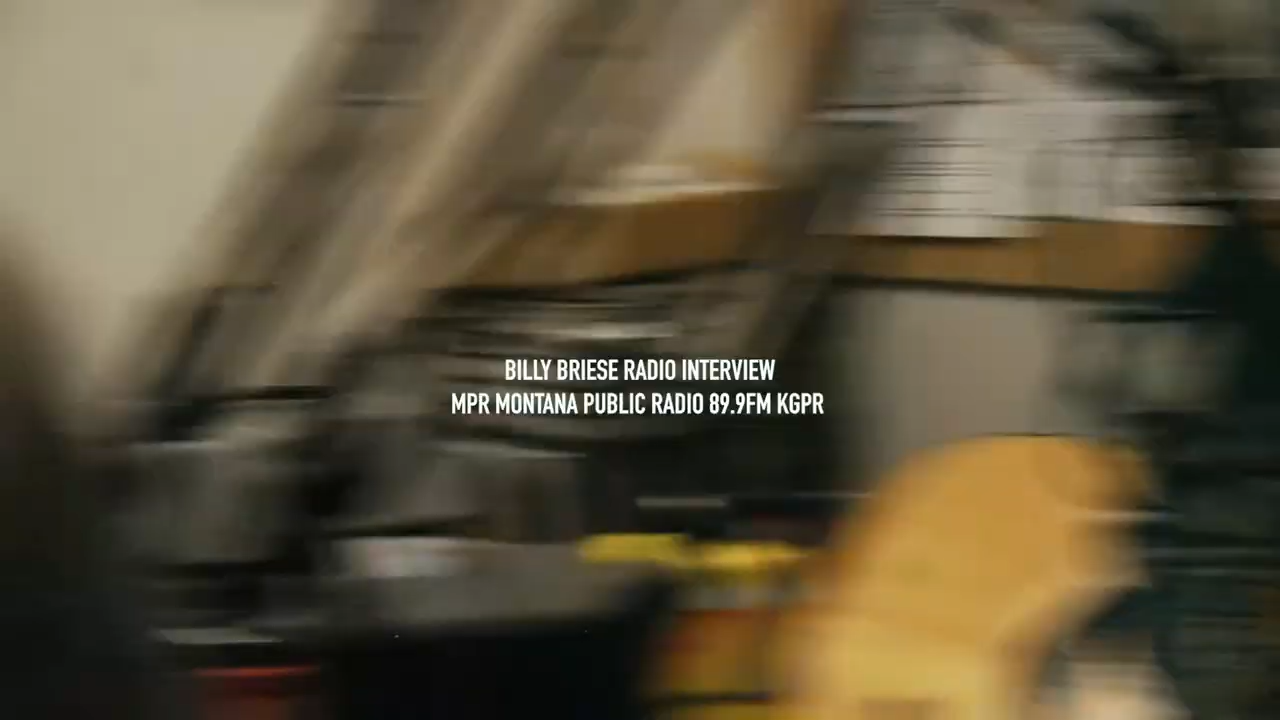 BILLY BRIESE RADIO INTERVIEW
MPR MONTANA PUBLIC RADIO 89.9FM KGPR